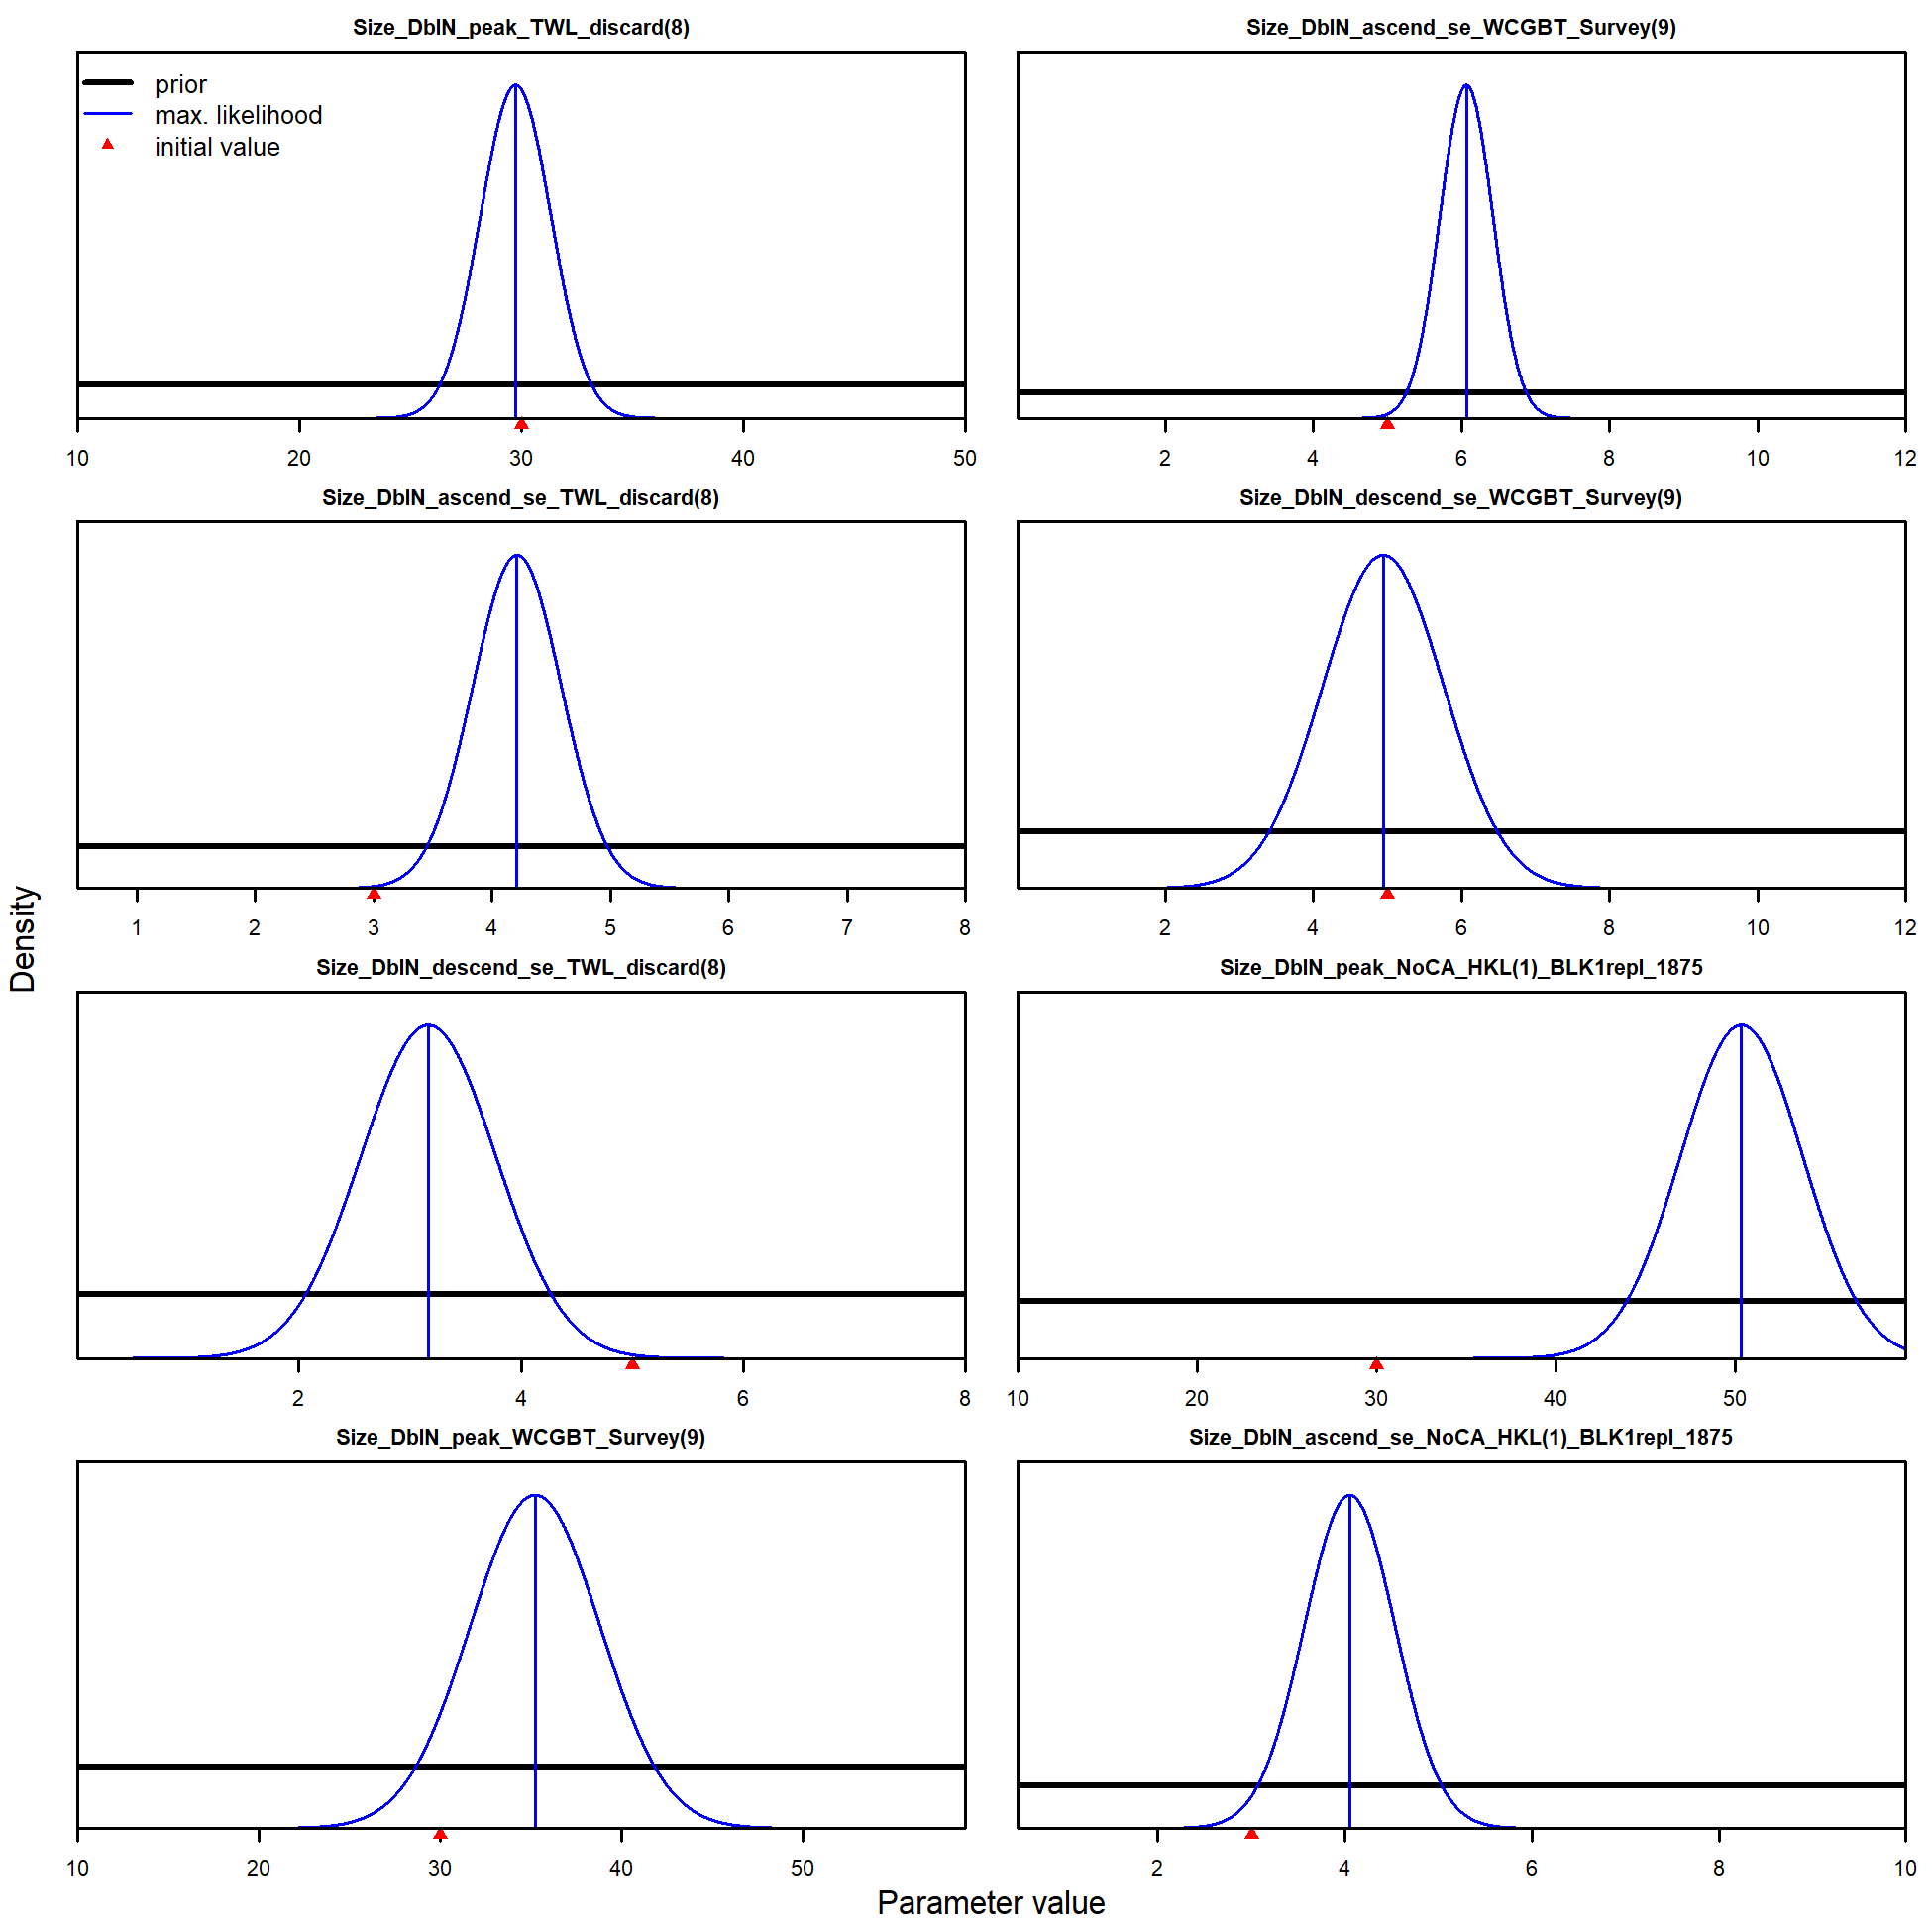 Size_DblN_peak_TWL_discard(8)
prior
max. likelihood
initial value
10 20 30 40 50
Size_DblN_ascend_se_WCGBT_Survey(9)
2 4 6 8 10 12
Size_DblN_ascend_se_TWL_discard(8)
1 2 3 4 5 6 7 8
Size_DblN_descend_se_WCGBT_Survey(9)
2 4 6 8 10 12
Size_DblN_descend_se_TWL_discard(8)
2 4 6 8
Size_DblN_peak_NoCA_HKL(1)_BLK1repl_1875
10 20 30 40 50
Size_DblN_peak_WCGBT_Survey(9)
10 20 30 40 50
Size_DblN_ascend_se_NoCA_HKL(1)_BLK1repl_1875
2 4 6 8 10
Density
Parameter value